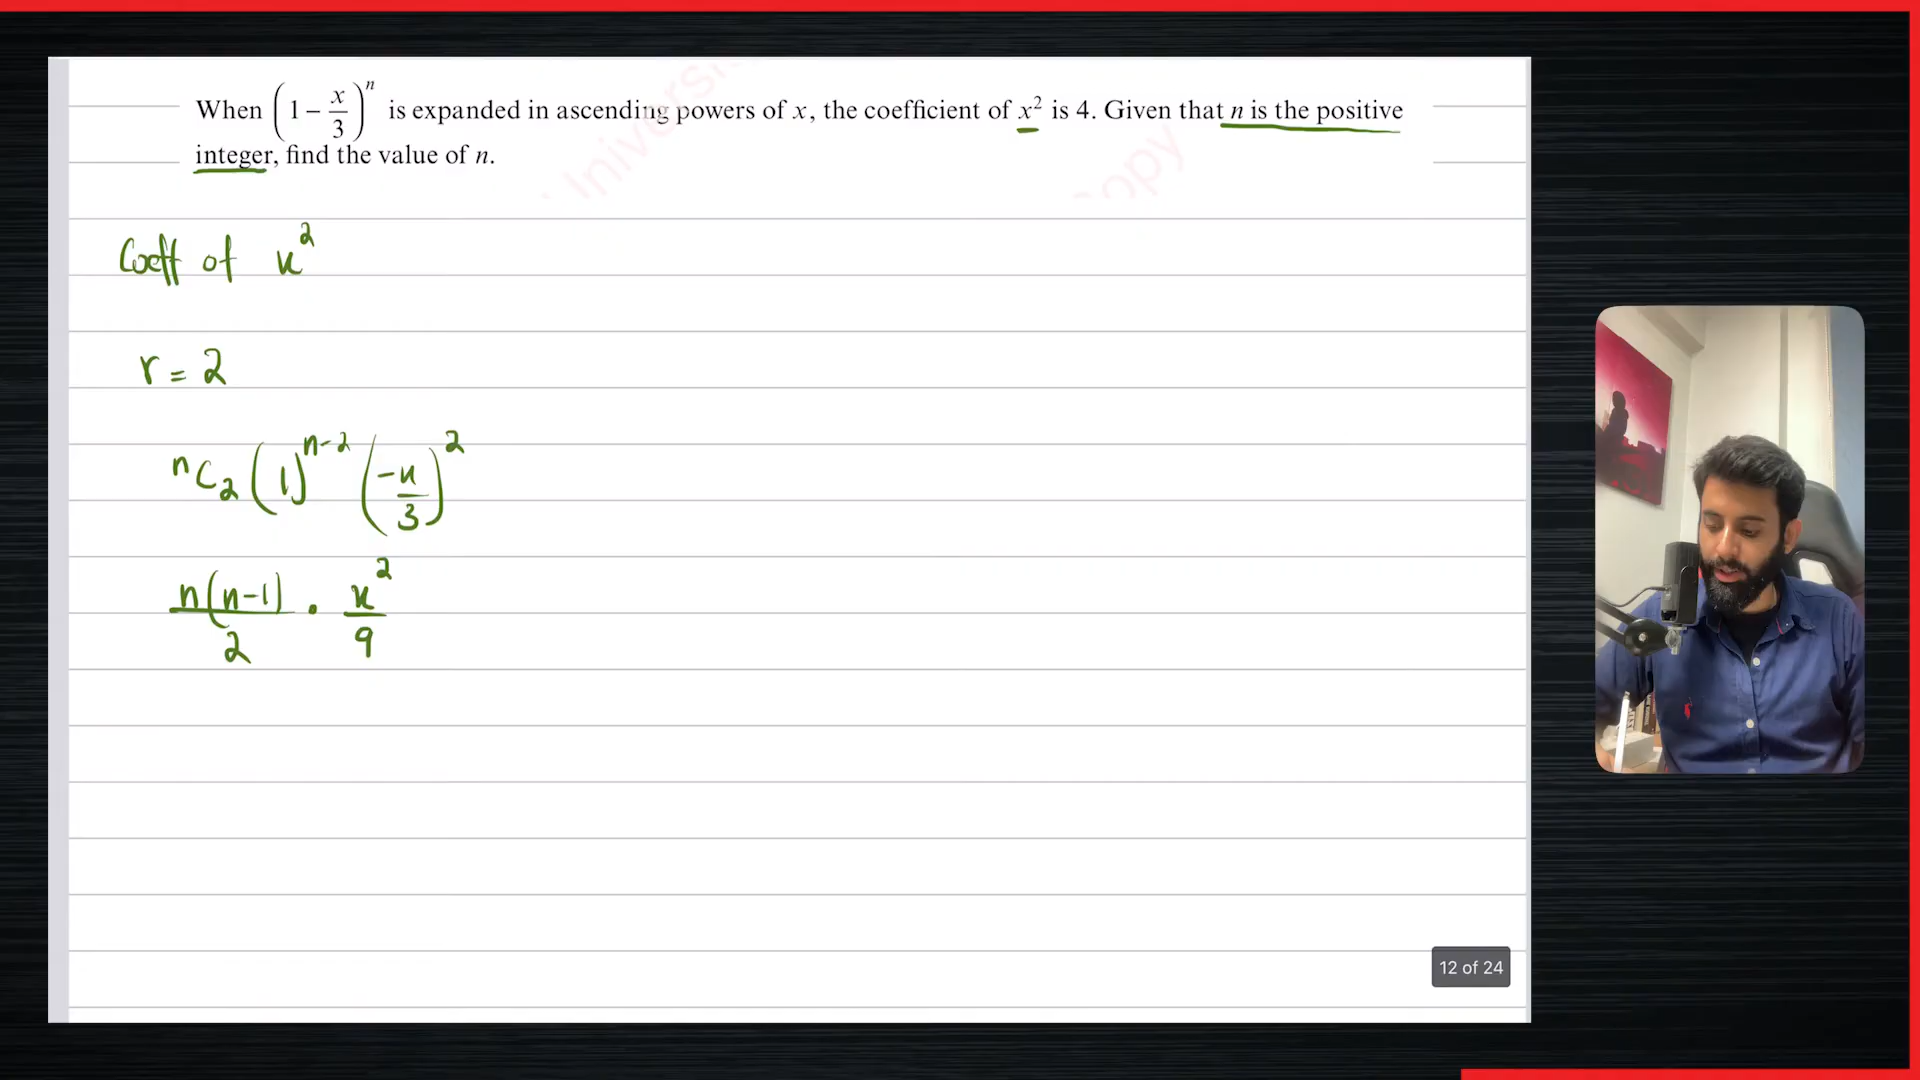 When (1 – x/3)^n is expanded in ascending powers of x, the coefficient of x² is 4. Given that n is the positive
integer, find the value of n.
Coeff of x²
r = 2
ⁿC₂ (1)^(n-2) (-x/3)²
n(n-1)/2 · x²/9
12 of 24